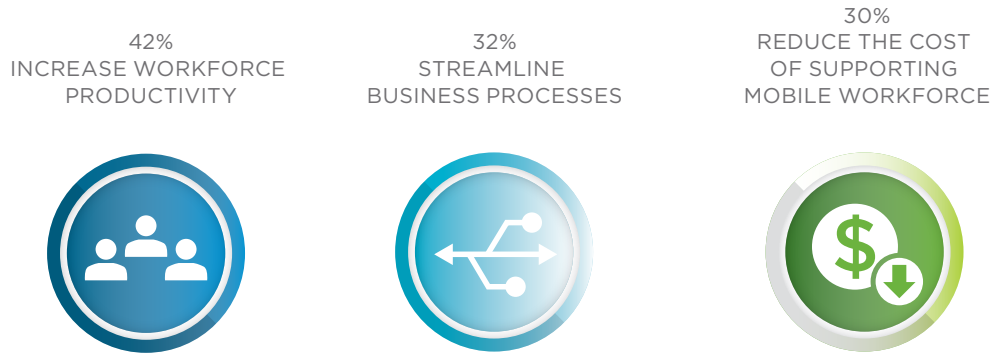 42%
INCREASE WORKFORCE
PRODUCTIVITY
32%
STREAMLINE
BUSINESS PROCESSES
30%
REDUCE THE COST
OF SUPPORTING
MOBILE WORKFORCE
$